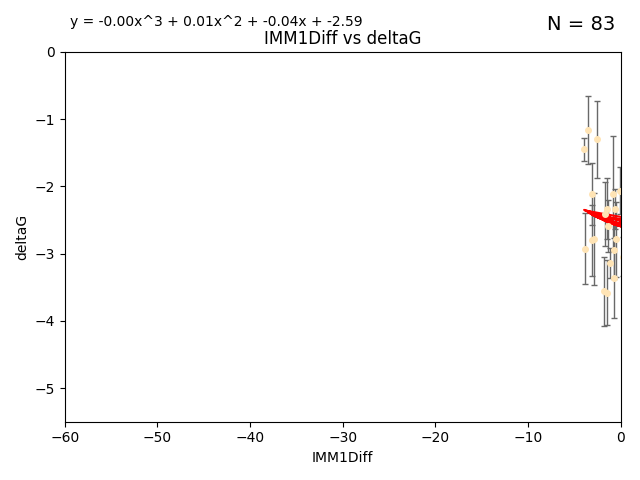 y = -0.00x^3 + 0.01x^2 + -0.04x + -2.59
N = 83
IMM1Diff vs deltaG
0
−1
−2
−3
−4
−5
deltaG
−60
−50
−40
−30
−20
−10
0
IMM1Diff